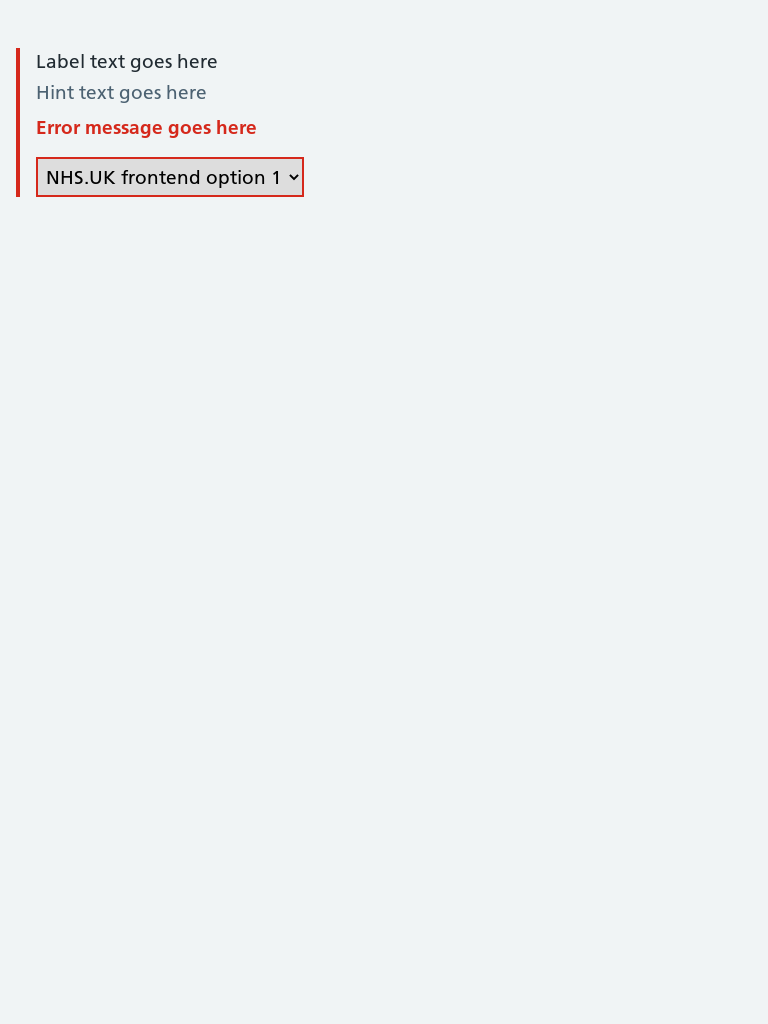 Label text goes here
Hint text goes here
Error message goes here
NHS.UK frontend option 1